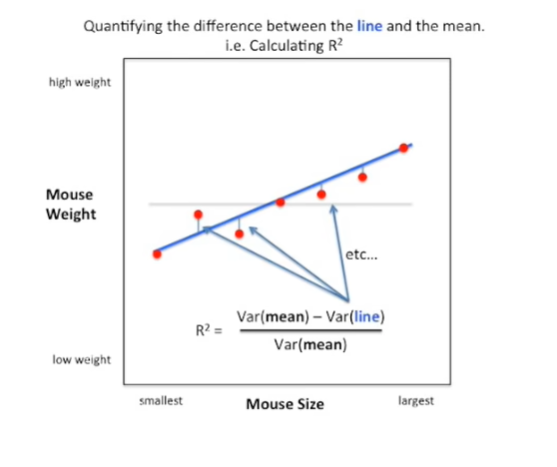 Quantifying the difference between the line and the mean.
i.e. Calculating R²
high weight
Mouse
Weight
etc...
R² = Var(mean) – Var(line)
Var(mean)
low weight
smallest
Mouse Size
largest